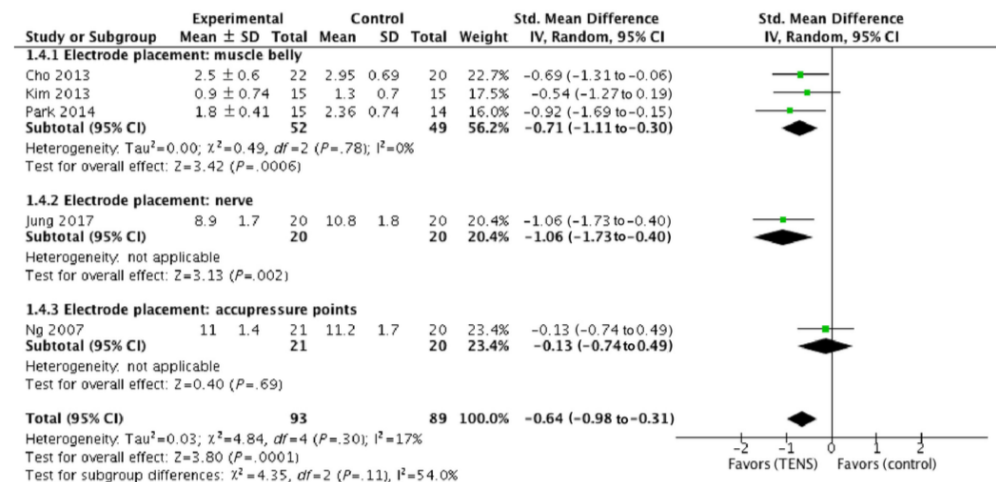 Experimental Control Std. Mean Difference Std. Mean Difference
Study or Subgroup Mean ± SD Total Mean SD Total Weight IV, Random, 95% CI IV, Random, 95% CI
1.4.1 Electrode placement: muscle belly
Cho 2013 2.5 ± 0.6 22 2.95 0.69 20 22.7% −0.69 (−1.31 to −0.06)
Kim 2013 0.9 ± 0.74 15 1.3 0.7 15 17.5% −0.54 (−1.27 to 0.19)
Park 2014 1.8 ± 0.41 15 2.36 0.74 14 16.0% −0.92 (−1.69 to −0.15)
Subtotal (95% CI) 52 49 56.2% −0.71 (−1.11 to −0.30)
Heterogeneity: Tau²=0.00; χ²=0.49, df=2 (P=.78); I²=0%
Test for overall effect: Z=3.42 (P=.0006)
1.4.2 Electrode placement: nerve
Jung 2017 8.9 1.7 20 10.8 1.8 20 20.4% −1.06 (−1.73 to −0.40)
Subtotal (95% CI) 20 20 20.4% −1.06 (−1.73 to −0.40)
Heterogeneity: not applicable
Test for overall effect: Z=3.13 (P=.002)
1.4.3 Electrode placement: accupressure points
Ng 2007 11 1.4 21 11.2 1.7 20 23.4% −0.13 (−0.74 to 0.49)
Subtotal (95% CI) 21 20 23.4% −0.13 (−0.74 to 0.49)
Heterogeneity: not applicable
Test for overall effect: Z=0.40 (P=.69)
Total (95% CI) 93 89 100.0% −0.64 (−0.98 to −0.31)
Heterogeneity: Tau²=0.03; χ²=4.84, df=4 (P=.30); I²=17%
Test for overall effect: Z=3.80 (P=.0001)
Test for subgroup differences: χ²=4.35, df=2 (P=.11), I²=54.0%
−2 −1 0 1 2
Favors (TENS) Favors (control)